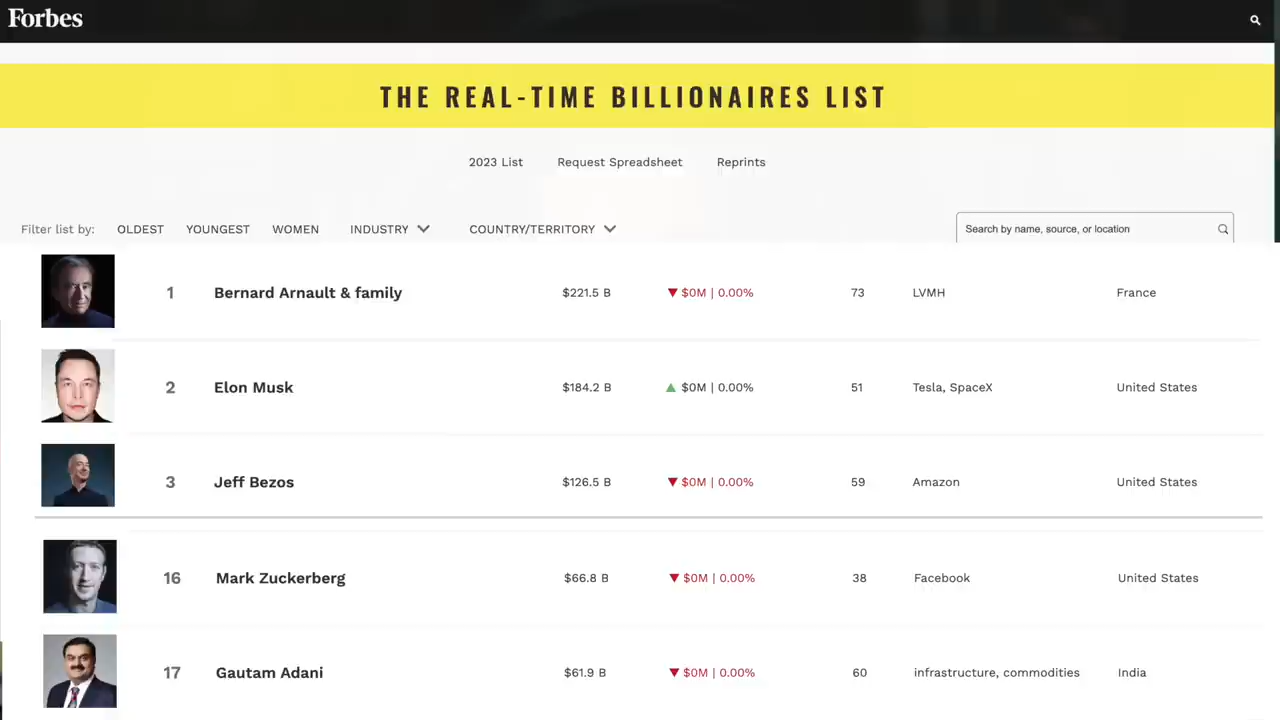 Forbes
THE REAL-TIME BILLIONAIRES LIST
2023 List Request Spreadsheet Reprints
Filter list by: OLDEST YOUNGEST WOMEN INDUSTRY COUNTRY/TERRITORY Search by name, source, or location
1 Bernard Arnault & family $221.5 B ▼ $0M | 0.00% 73 LVMH France
2 Elon Musk $184.2 B ▲ $0M | 0.00% 51 Tesla, SpaceX United States
3 Jeff Bezos $126.5 B ▼ $0M | 0.00% 59 Amazon United States
16 Mark Zuckerberg $66.8 B ▼ $0M | 0.00% 38 Facebook United States
17 Gautam Adani $61.9 B ▼ $0M | 0.00% 60 infrastructure, commodities India